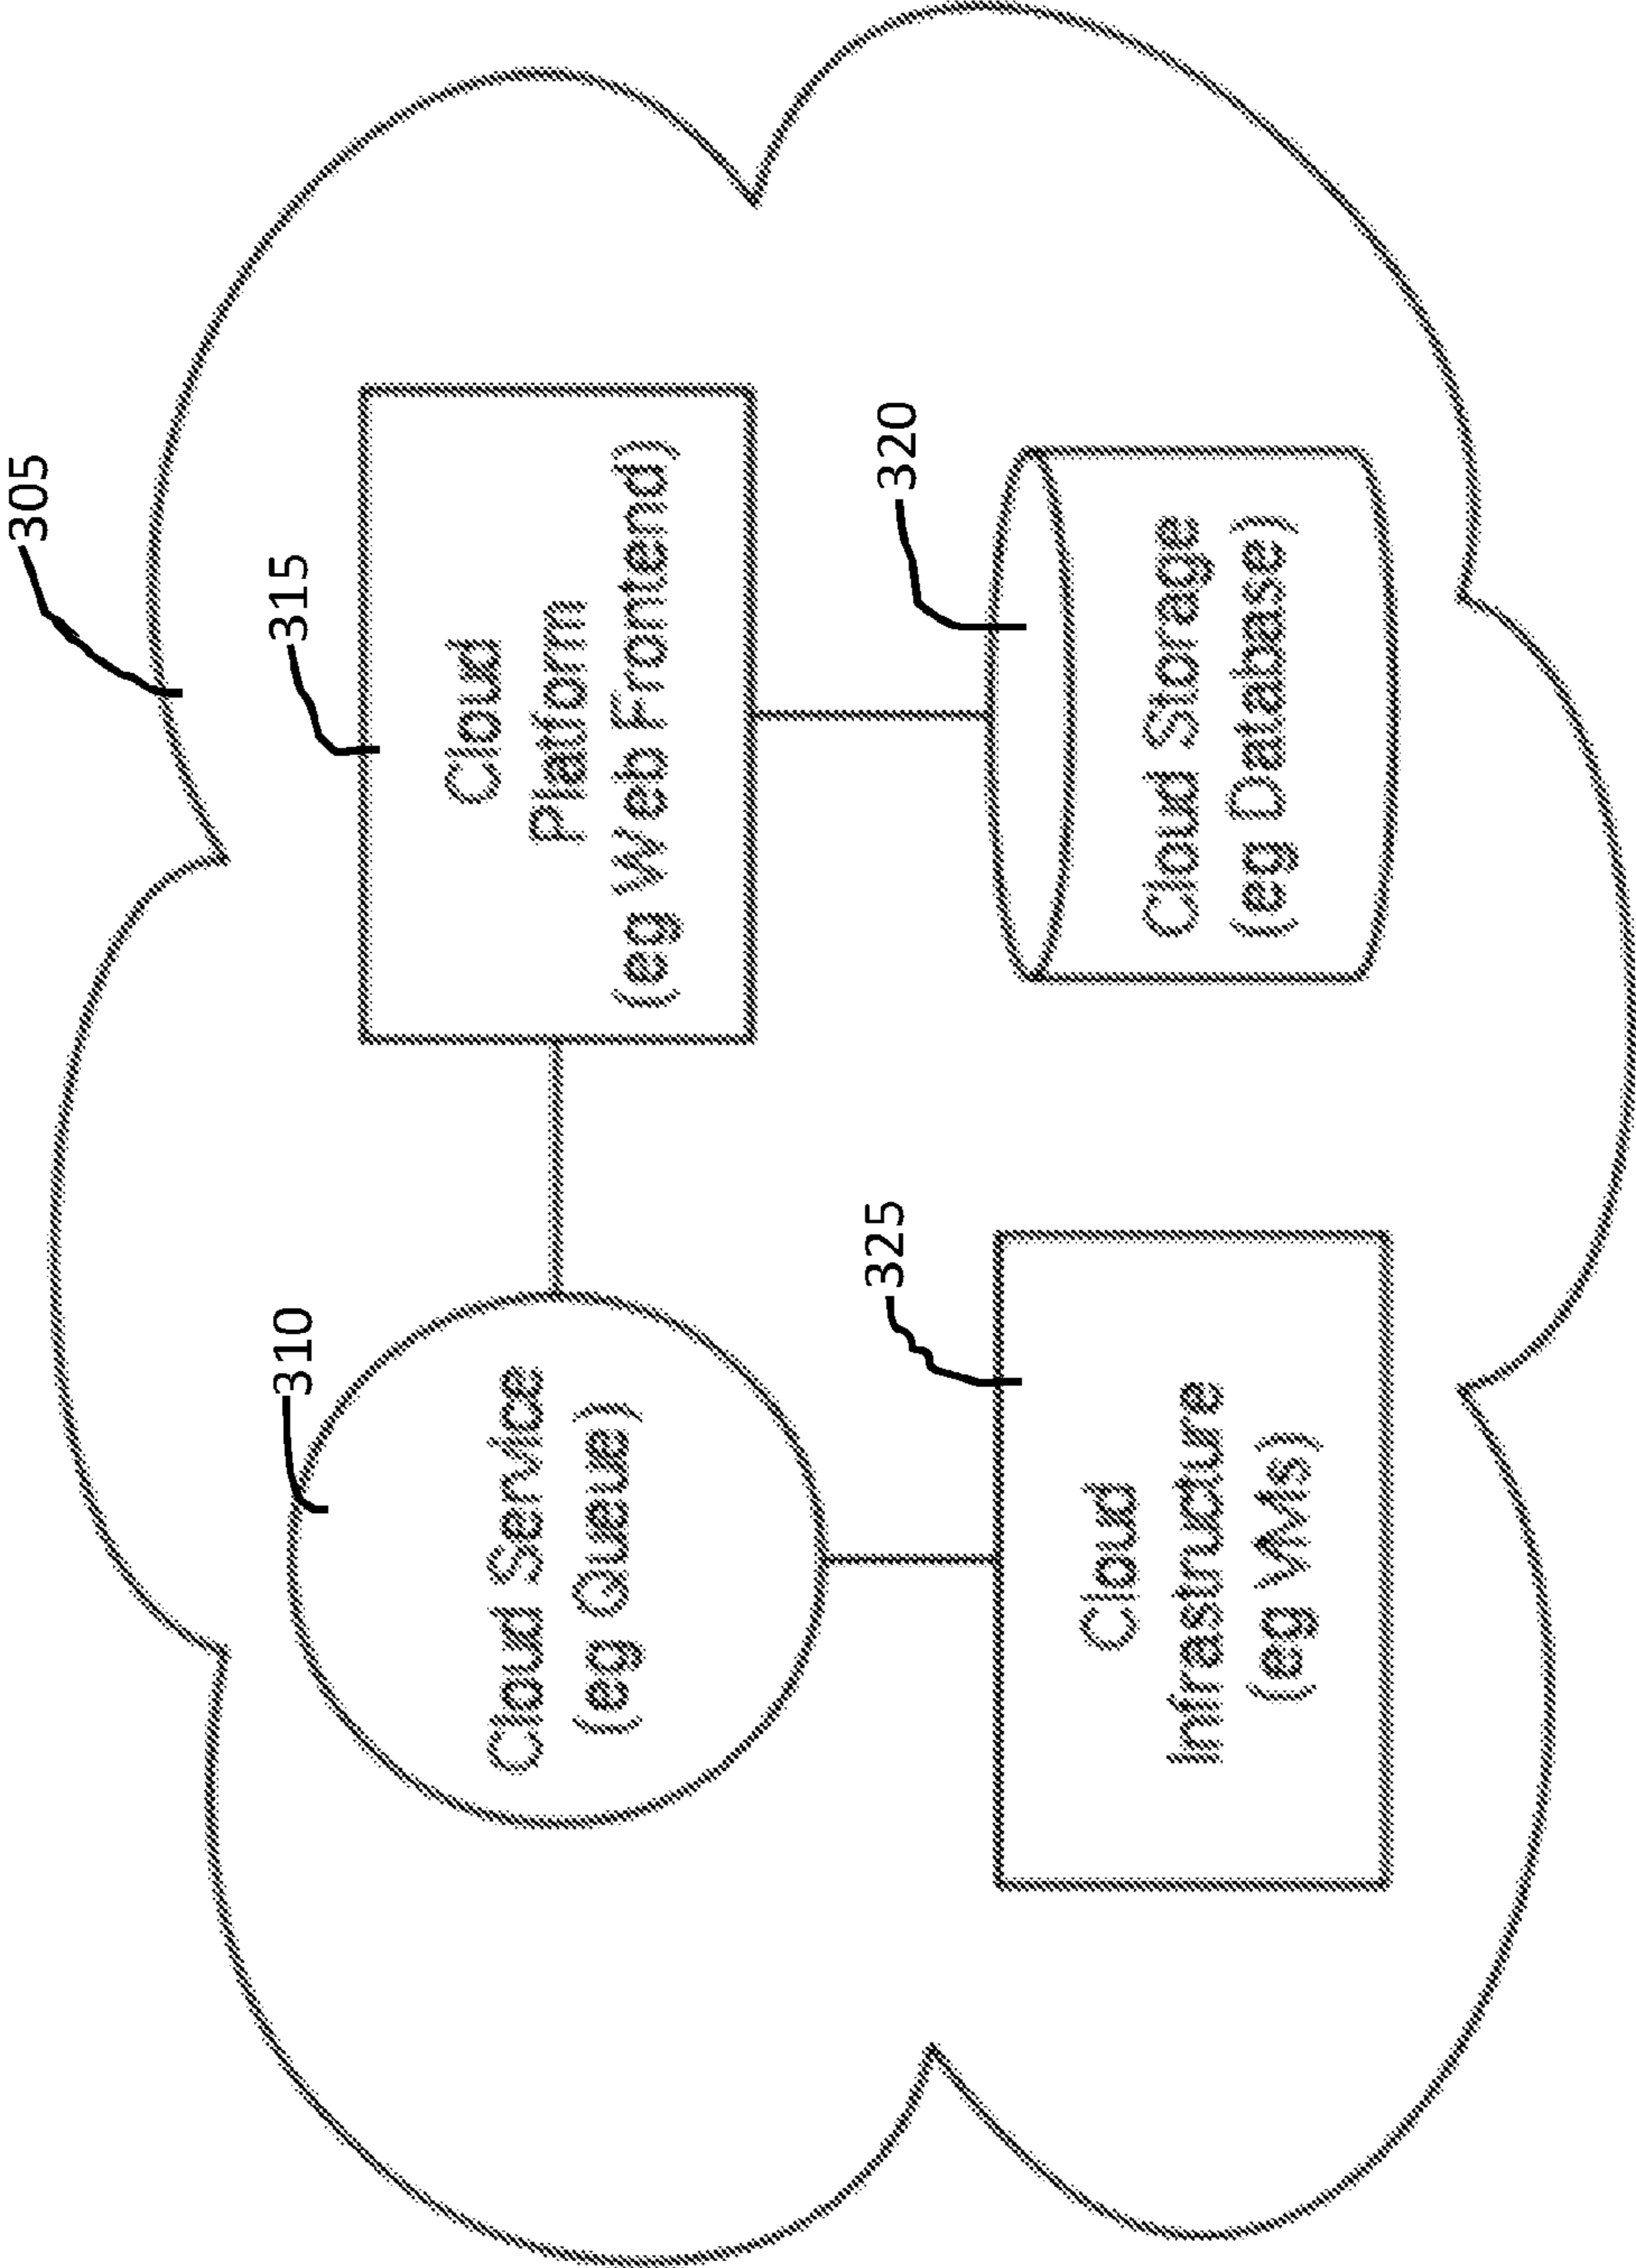 305
310
Cloud Service
(eg Queue)
315
Cloud
Platform
(eg Web Frontend)
325
Cloud
Infrastructure
(eg VMs)
320
Cloud Storage
(eg Database)